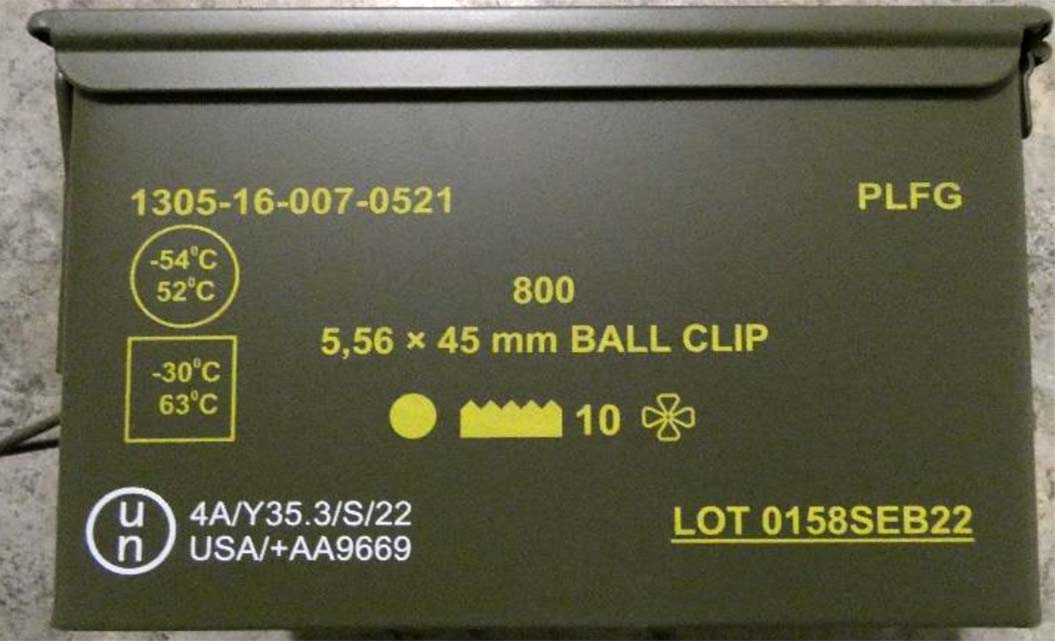 1305-16-007-0521
PLFG
-54°C
52°C
800
5,56 × 45 mm BALL CLIP
-30°C
63°C
10
un
4A/Y35.3/S/22
USA/+AA9669
LOT 0158SEB22